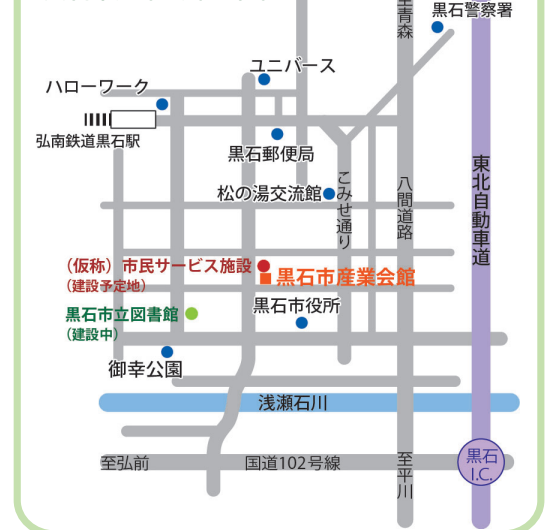 至青森
黒石警察署
ユニバース
ハローワーク
弘南鉄道黒石駅
黒石郵便局
松の湯交流館
こみせ通り
八間道路
東北自動車道
（仮称）市民サービス施設
（建設予定地）
黒石市産業会館
黒石市立図書館
（建設中）
黒石市役所
御幸公園
浅瀬石川
至弘前
国道102号線
至平川
黒石
I.C.